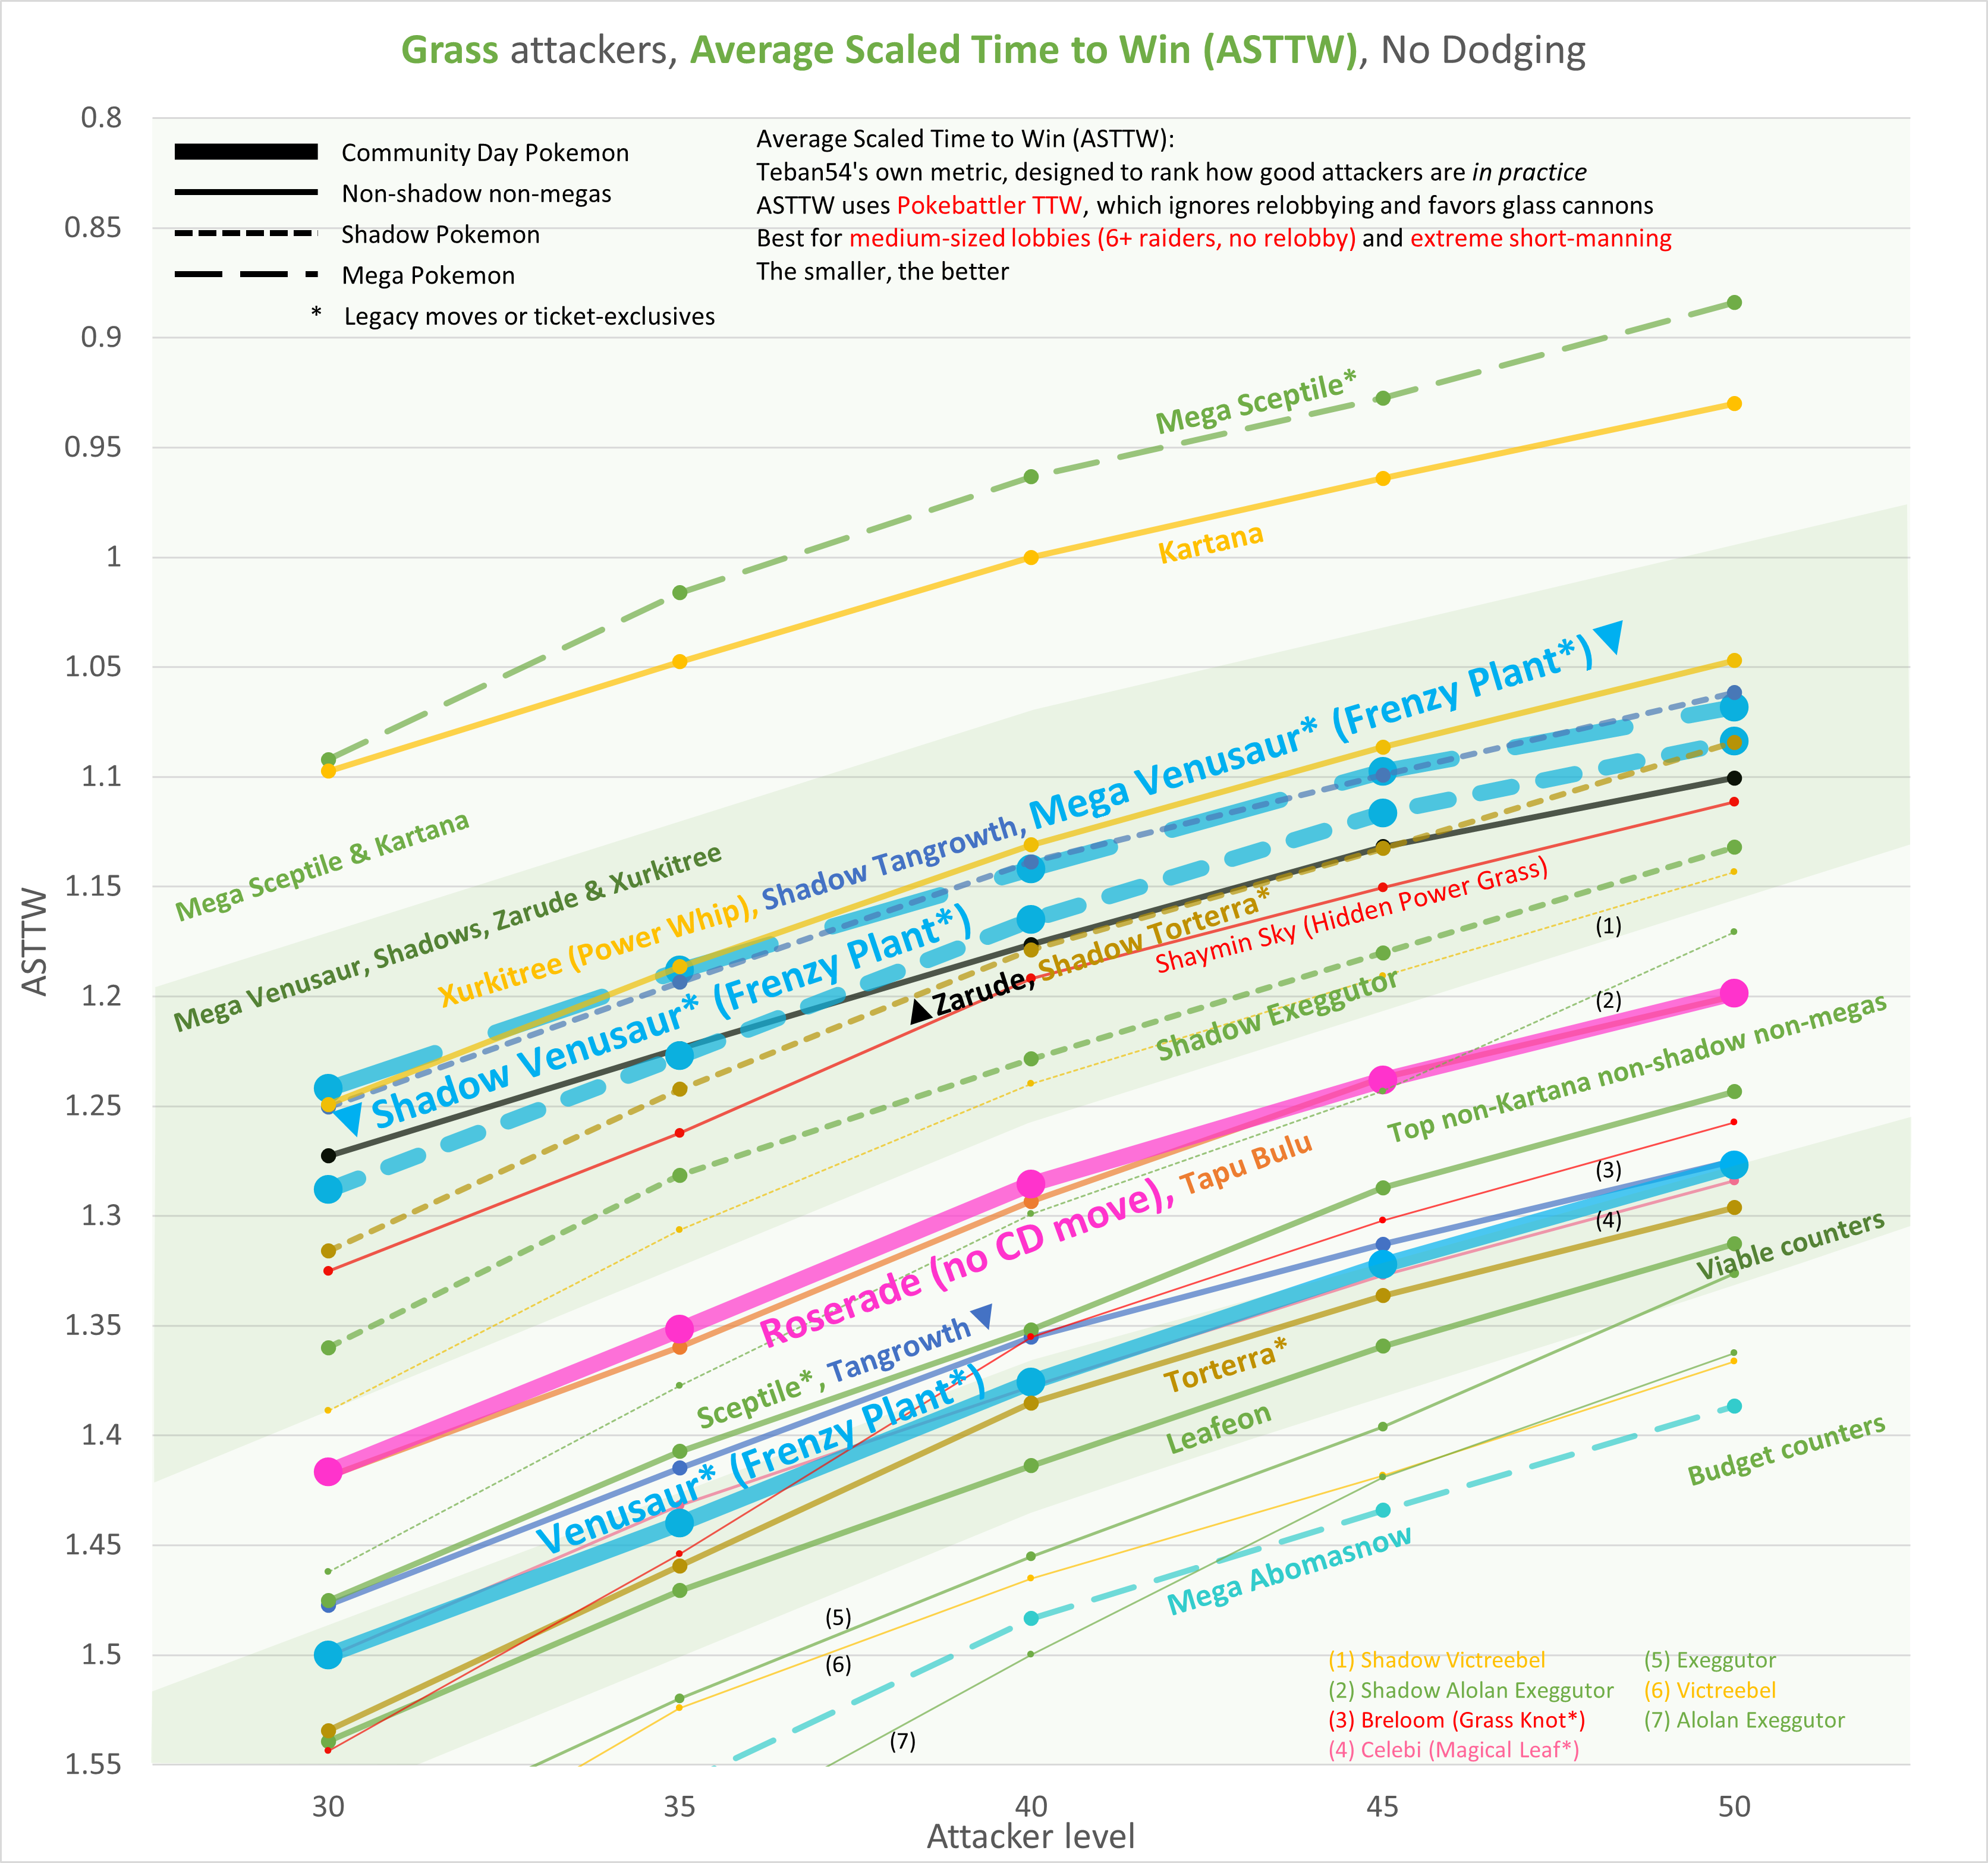 Grass attackers, Average Scaled Time to Win (ASTTW), No Dodging
Community Day Pokemon
Non-shadow non-megas
Shadow Pokemon
Mega Pokemon
* Legacy moves or ticket-exclusives
Average Scaled Time to Win (ASTTW):
Teban54's own metric, designed to rank how good attackers are in practice
ASTTW uses Pokebattler TTW, which ignores relobbying and favors glass cannons
Best for medium-sized lobbies (6+ raiders, no relobby) and extreme short-manning
The smaller, the better
ASTTW
0.8
0.85
0.9
0.95
1
1.05
1.1
1.15
1.2
1.25
1.3
1.35
1.4
1.45
1.5
1.55
Mega Sceptile*
Kartana
Mega Sceptile & Kartana
Mega Venusaur, Shadows, Zarude & Xurkitree
Xurkitree (Power Whip), Shadow Tangrowth, Mega Venusaur* (Frenzy Plant*)
Shadow Venusaur* (Frenzy Plant*)
Zarude, Shadow Torterra*
Shaymin Sky (Hidden Power Grass)
Shadow Exeggutor
(1)
(2)
Top non-Kartana non-shadow non-megas
Roserade (no CD move), Tapu Bulu
(3)
(4)
Sceptile*, Tangrowth
Venusaur* (Frenzy Plant*)
Viable counters
Torterra*
Leafeon
Budget counters
Mega Abomasnow
(5)
(6)
(7)
(1) Shadow Victreebel
(2) Shadow Alolan Exeggutor
(3) Breloom (Grass Knot*)
(4) Celebi (Magical Leaf*)
(5) Exeggutor
(6) Victreebel
(7) Alolan Exeggutor
30
35
40
45
50
Attacker level